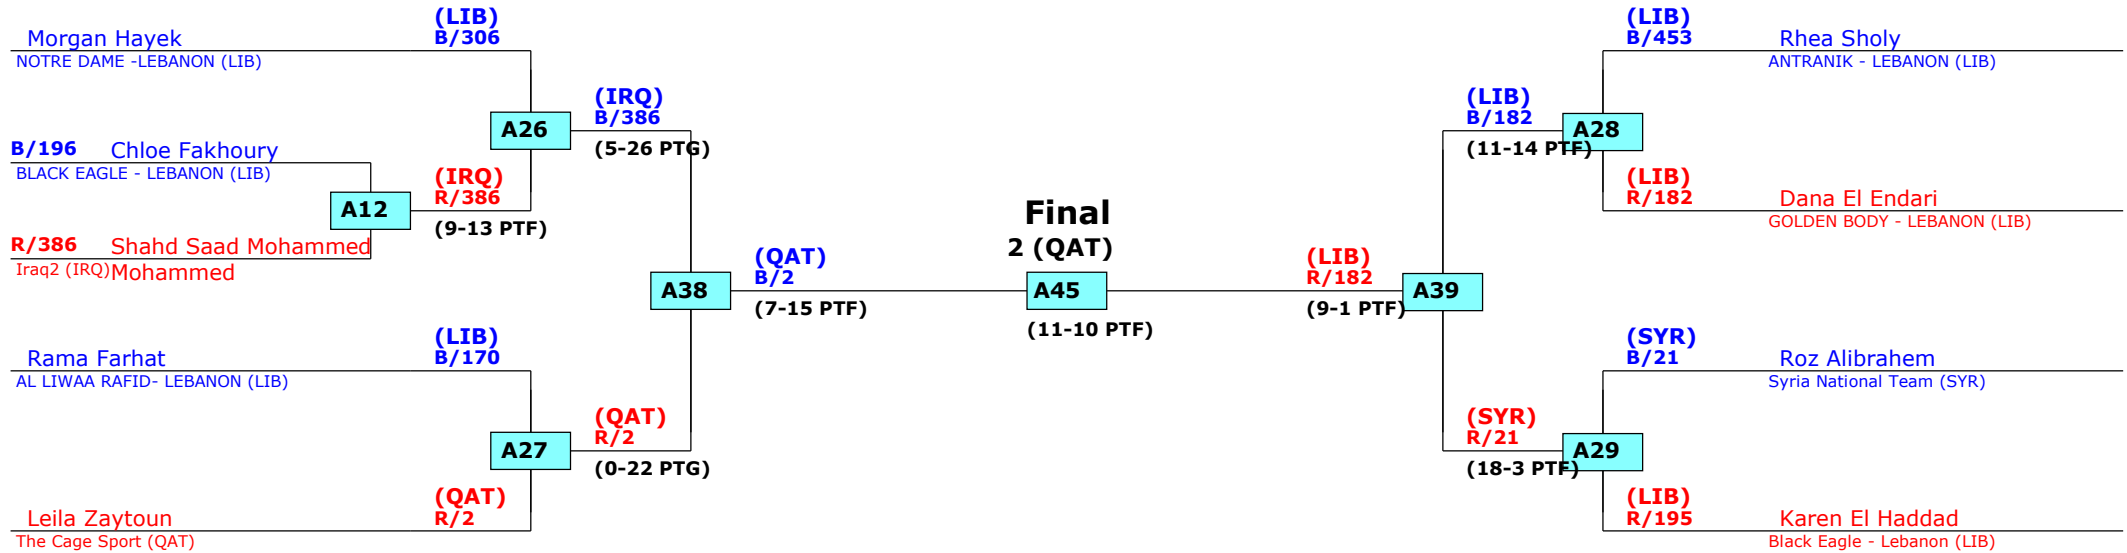 (LIB)
B/306
Morgan Hayek
NOTRE DAME -LEBANON (LIB)
B/196 Chloe Fakhoury
BLACK EAGLE - LEBANON (LIB)
A12
R/386 Shahd Saad Mohammed
Iraq2 (IRQ) Mohammed
(IRQ)
R/386
(9-13 PTF)
A26
(IRQ)
B/386
(5-26 PTG)
(LIB)
B/170
Rama Farhat
AL LIWAA RAFID- LEBANON (LIB)
A27
(QAT)
R/2
Leila Zaytoun
The Cage Sport (QAT)
(QAT)
R/2
(0-22 PTG)
A38
(QAT)
B/2
(7-15 PTF)
Final
2 (QAT)
A45
(11-10 PTF)
(LIB)
R/182
(9-1 PTF)
A39
(LIB)
B/182
(11-14 PTF)
A28
(LIB)
B/453
Rhea Sholy
ANTRANIK - LEBANON (LIB)
(LIB)
R/182
Dana El Endari
GOLDEN BODY - LEBANON (LIB)
(SYR)
R/21
(18-3 PTF)
A29
(SYR)
B/21
Roz Alibrahem
Syria National Team (SYR)
(LIB)
R/195
Karen El Haddad
Black Eagle - Lebanon (LIB)